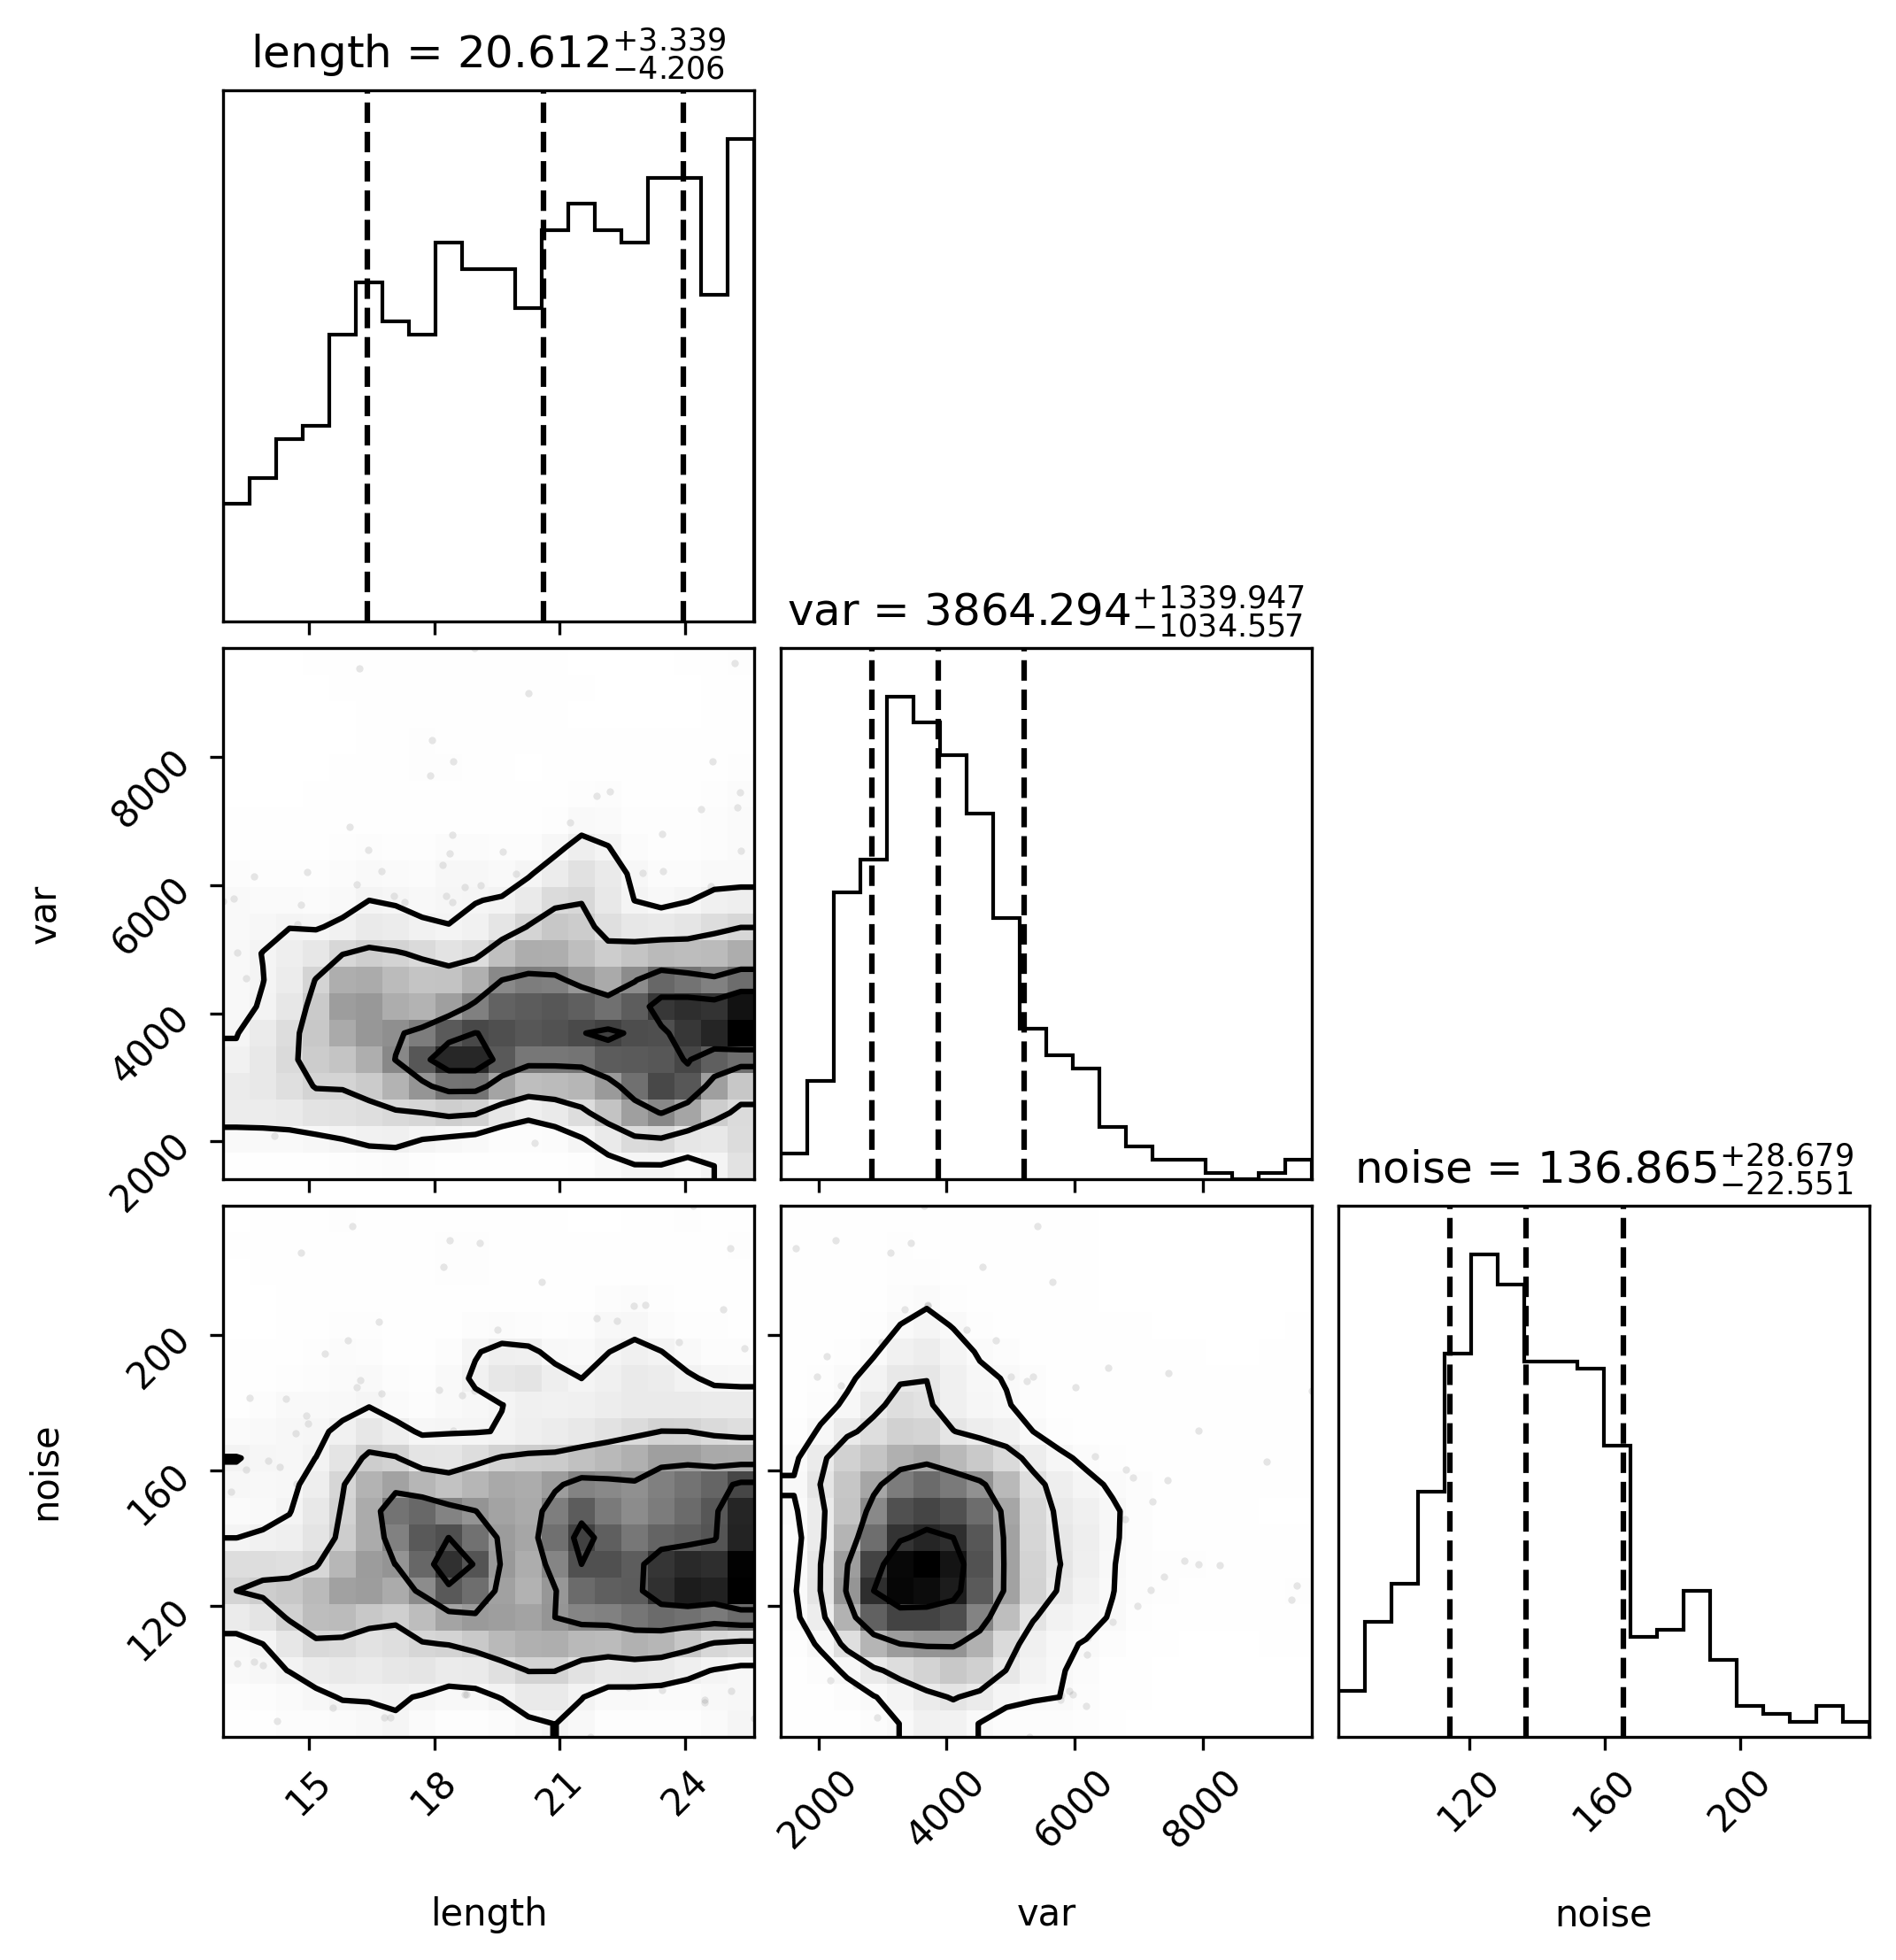 length = 20.612+3.339−4.206
var = 3864.294+1339.947−1034.557
8000
6000
4000
2000
var
noise = 136.865+28.679−22.551
200
160
120
noise
15 18 21 24
2000 4000 6000 8000
120 160 200
length
var
noise